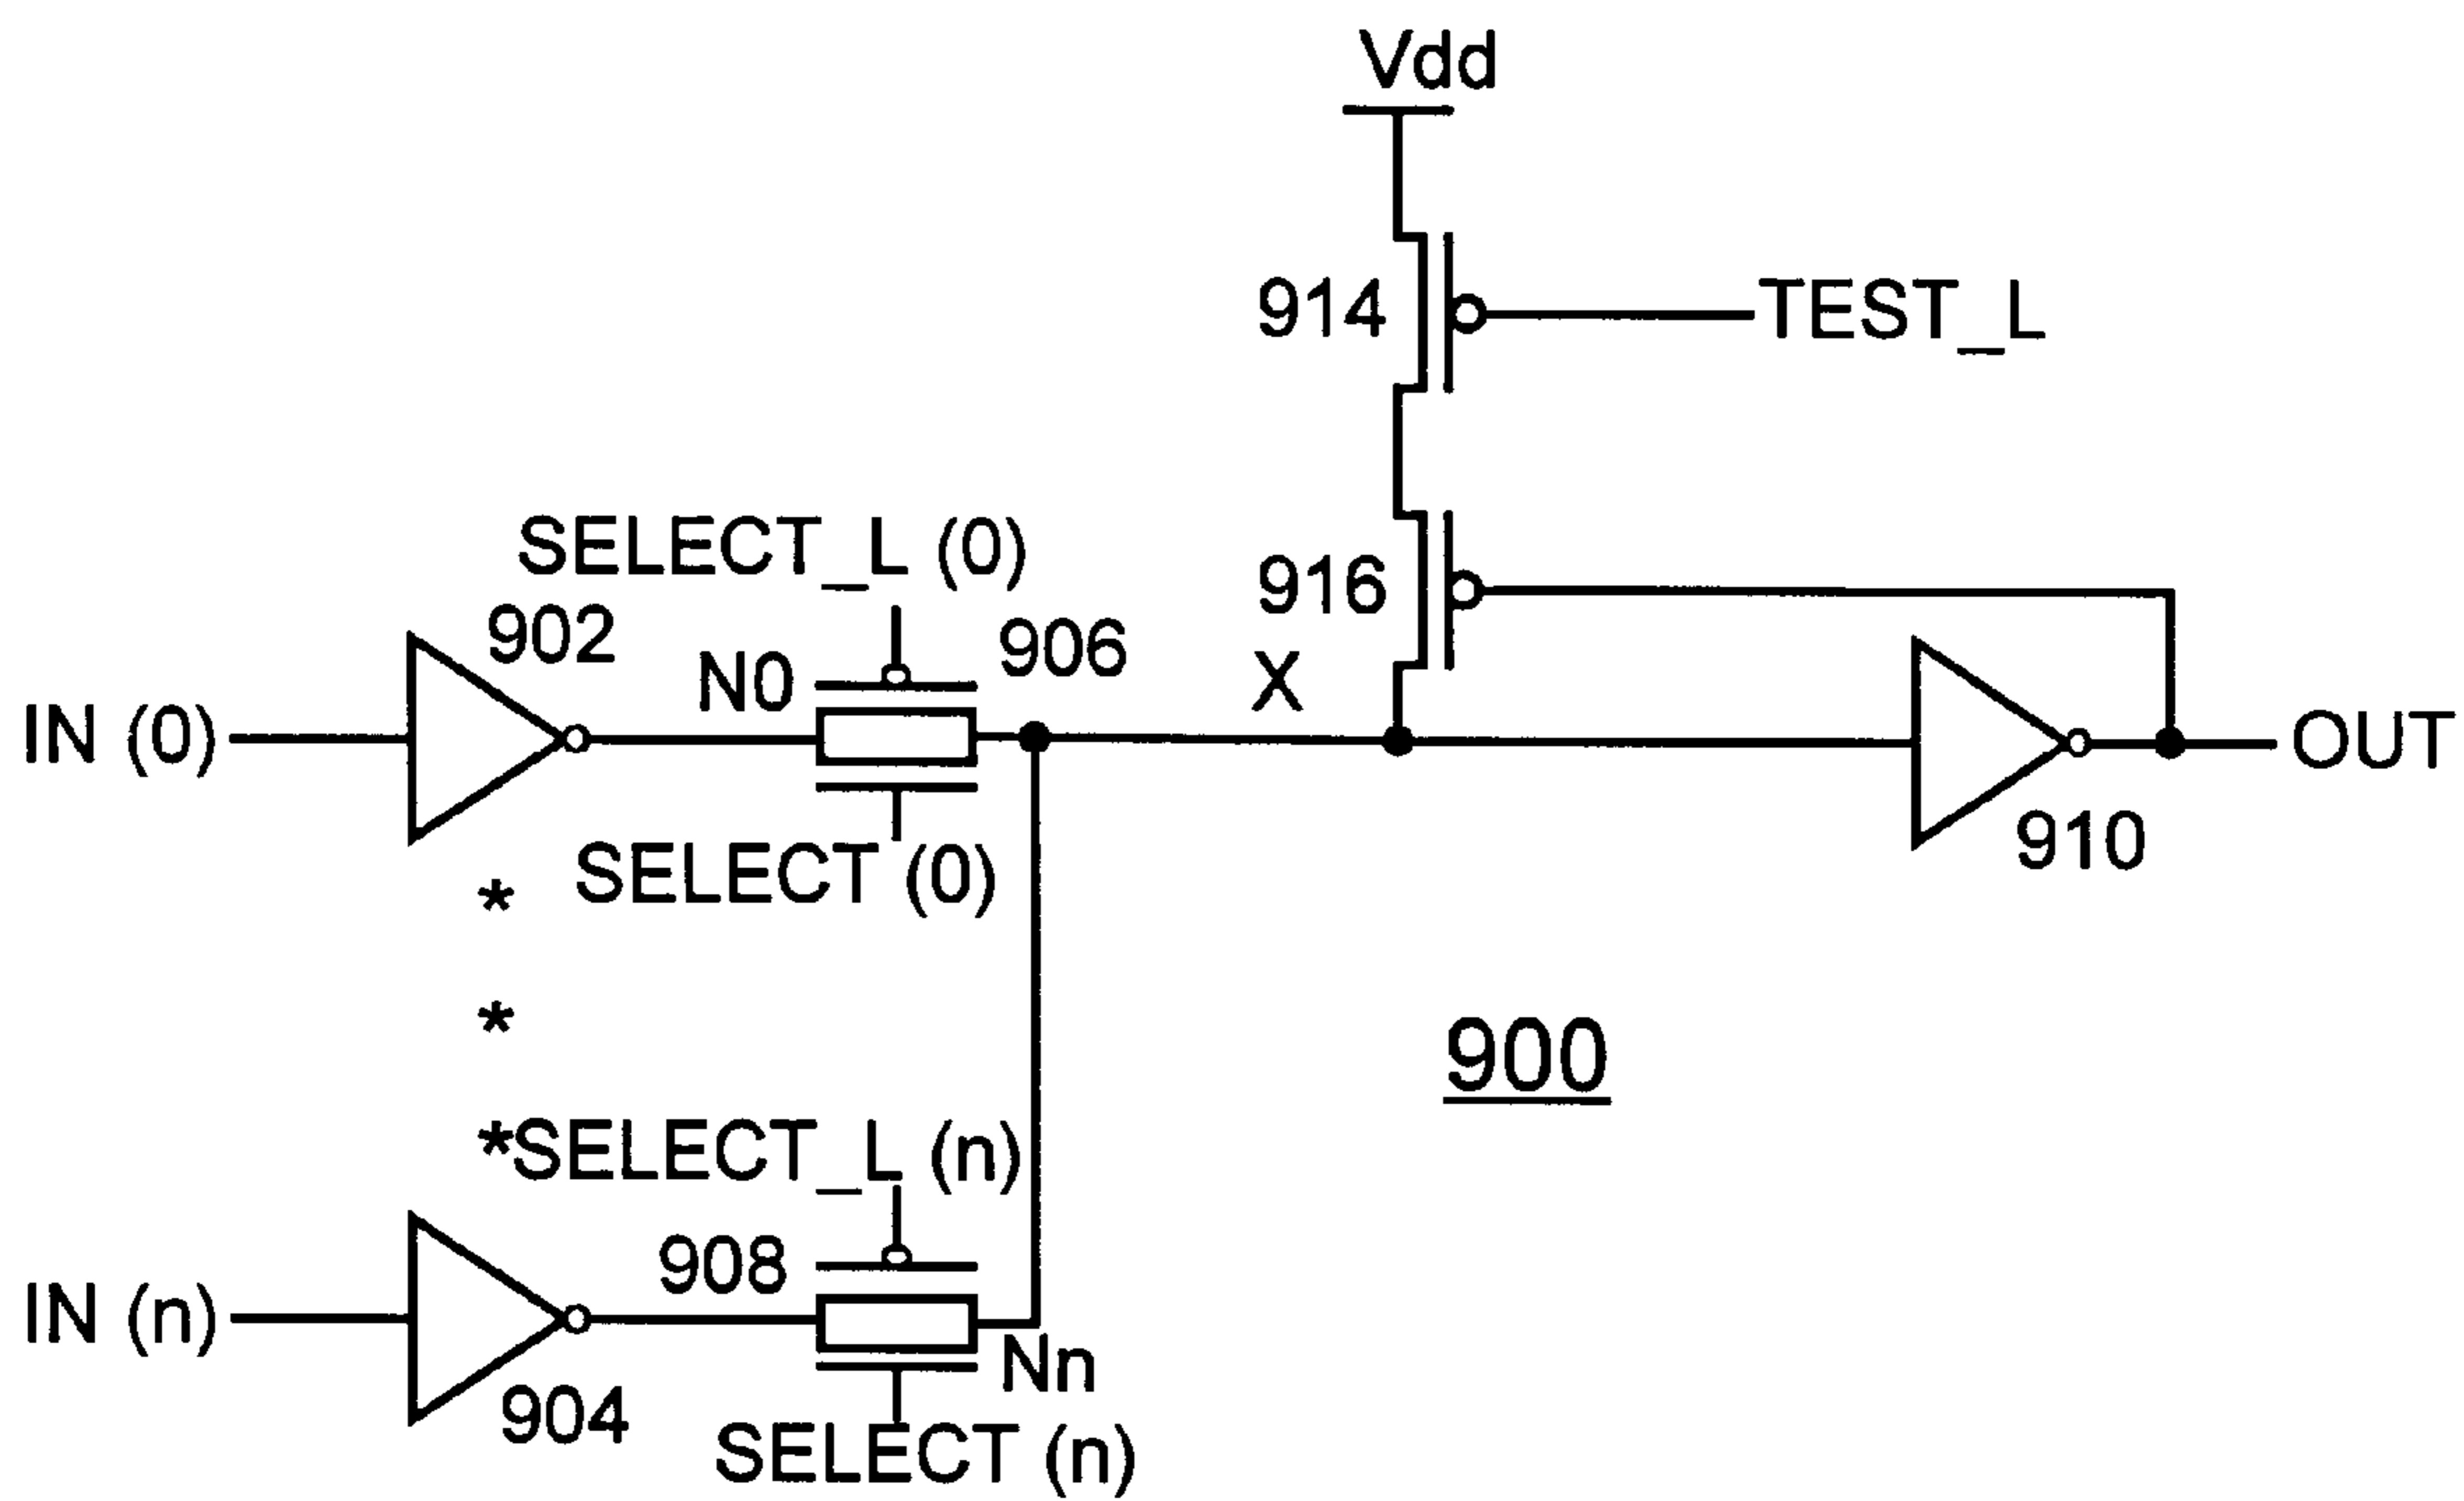 Vdd
914
TEST_L
SELECT_L (0)
916
902
N0
906
X
IN (0)
OUT
SELECT (0)
910
*
*
900
*SELECT_L (n)
908
IN (n)
Nn
904
SELECT (n)